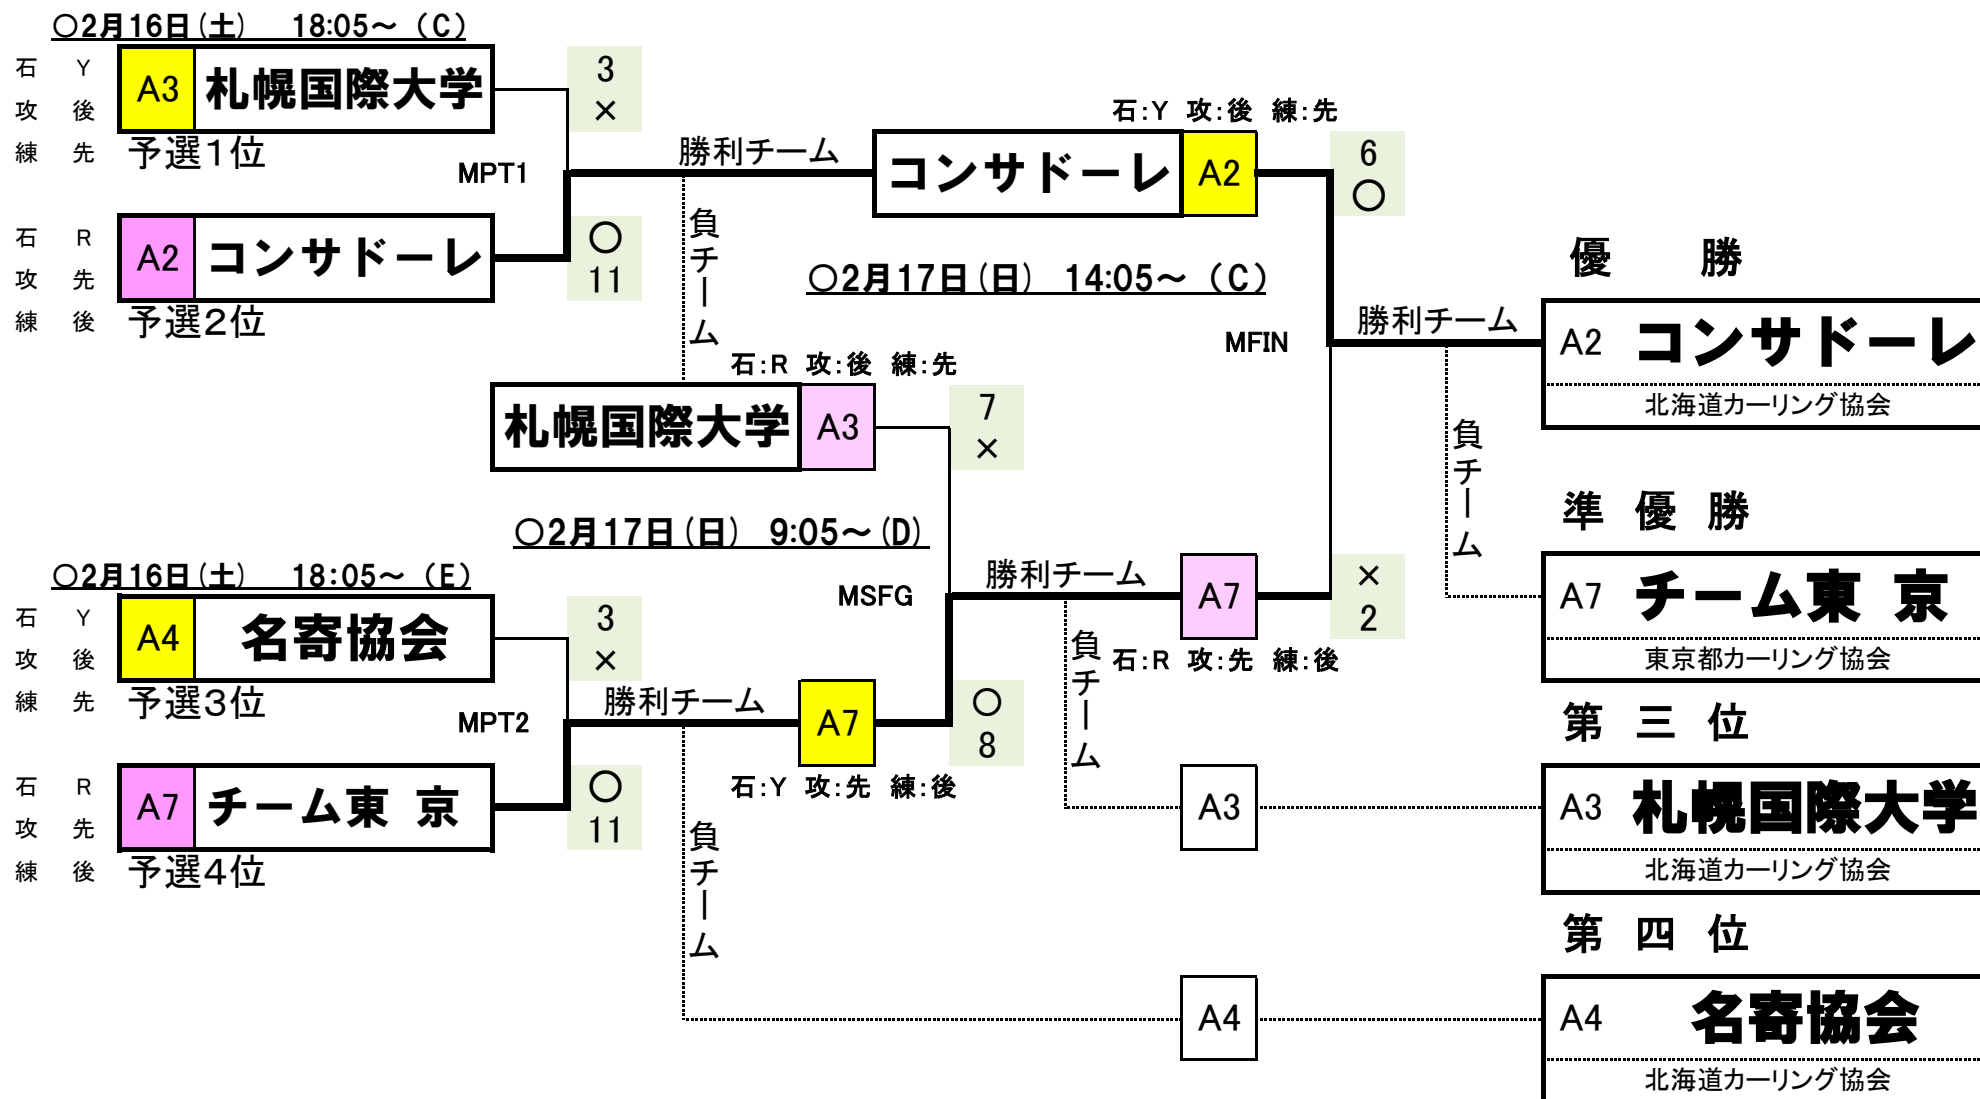 ○2月16日(土) 18:05～（C）
石 Y
攻 後
練 先
A3 札幌国際大学
予選1位
3
×
MPT1
石 R
攻 先
練 後
A2 コンサドーレ
予選2位
○
11
勝利チーム
負チーム
石:Y 攻:後 練:先
コンサドーレ A2
6
○
○2月17日(日) 14:05～（C）
MFIN
石:R 攻:後 練:先
札幌国際大学 A3
7
×
○2月17日(日) 9:05～(D)
MSFG
○2月16日(土) 18:05～（E）
石 Y
攻 後
練 先
A4 名寄協会
予選3位
3
×
MPT2
石 R
攻 先
練 後
A7 チーム東 京
予選4位
○
11
勝利チーム
負チーム
A7
石:Y 攻:先 練:後
○
8
勝利チーム
負チーム
A7
石:R 攻:先 練:後
×
2
A3
A4
勝利チーム
負チーム
優 勝
A2 コンサドーレ
北海道カーリング協会
準 優 勝
A7 チーム東 京
東京都カーリング協会
第 三 位
A3 札幌国際大学
北海道カーリング協会
第 四 位
A4 名寄協会
北海道カーリング協会